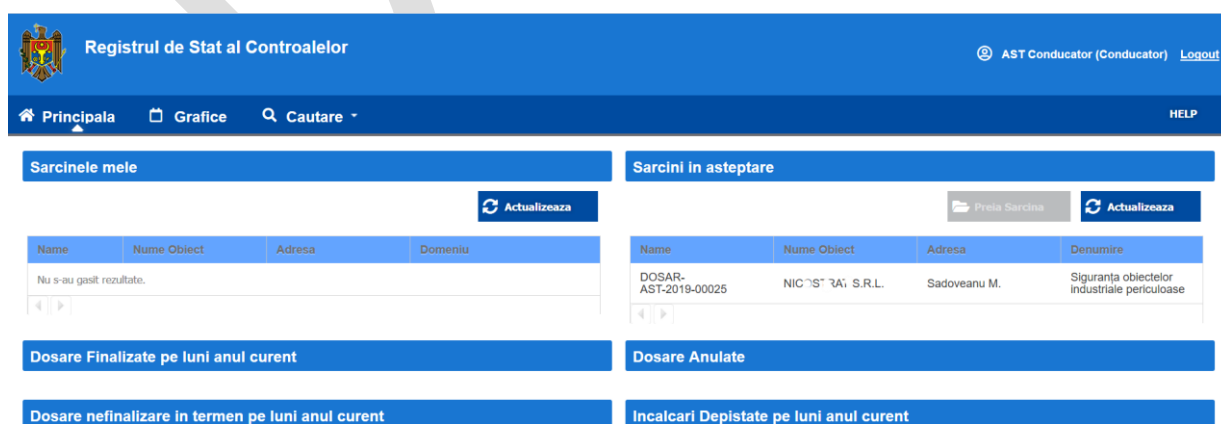 Registrul de Stat al Controalelor
AST Conducator (Conducator) Logout
Principala Grafice Cautare HELP
Sarcinele mele
Actualizeaza
Name Nume Obiect Adresa Domeniu
Nu s-au gasit rezultate.
Sarcini in asteptare
Preia Sarcina Actualizeaza
Name Nume Obiect Adresa Denumire
DOSAR-
AST-2019-00025 S.R.L. Sadoveanu M. Siguranța obiectelor
industriale periculoase
Dosare Finalizate pe luni anul curent
Dosare Anulate
Dosare nefinalizare in termen pe luni anul curent
Incalcari Depistate pe luni anul curent